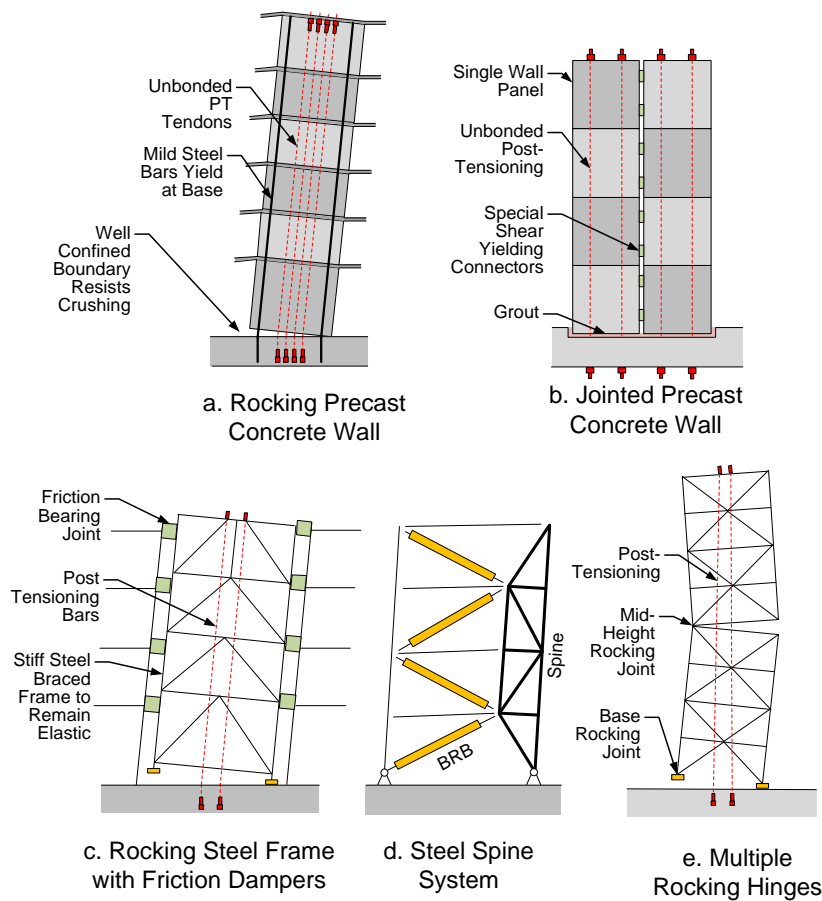 Unbonded
PT
Tendons
Mild Steel
Bars Yield
at Base
Well
Confined
Boundary
Resists
Crushing
a. Rocking Precast
Concrete Wall
Single Wall
Panel
Unbonded
Post-
Tensioning
Special
Shear
Yielding
Connectors
Grout
b. Jointed Precast
Concrete Wall
Friction
Bearing
Joint
Post
Tensioning
Bars
Stiff Steel
Braced
Frame to
Remain
Elastic
c. Rocking Steel Frame
with Friction Dampers
Spine
BRB
d. Steel Spine
System
Post-
Tensioning
Mid-
Height
Rocking
Joint
Base
Rocking
Joint
e. Multiple
Rocking Hinges